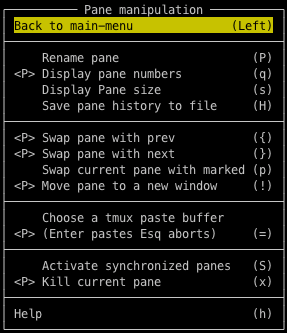 Pane manipulation
Back to main-menu (Left)
Rename pane (P)
<P> Display pane numbers (q)
Display Pane size (s)
Save pane history to file (H)
<P> Swap pane with prev ({)
<P> Swap pane with next (})
Swap current pane with marked (p)
<P> Move pane to a new window (!)
Choose a tmux paste buffer
<P> (Enter pastes Esq aborts) (=)
Activate synchronized panes (S)
<P> Kill current pane (x)
Help (h)